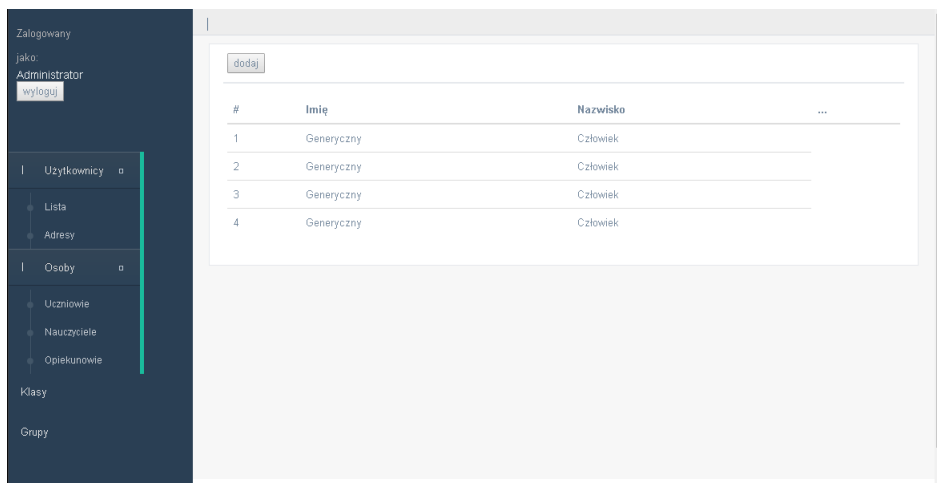 Zalogowany
jako:
Administrator
wyloguj
Użytkownicy
Lista
Adresy
Osoby
Uczniowie
Nauczyciele
Opiekunowie
Klasy
Grupy
dodaj
# Imię Nazwisko ...
1 Generyczny Człowiek
2 Generyczny Człowiek
3 Generyczny Człowiek
4 Generyczny Człowiek